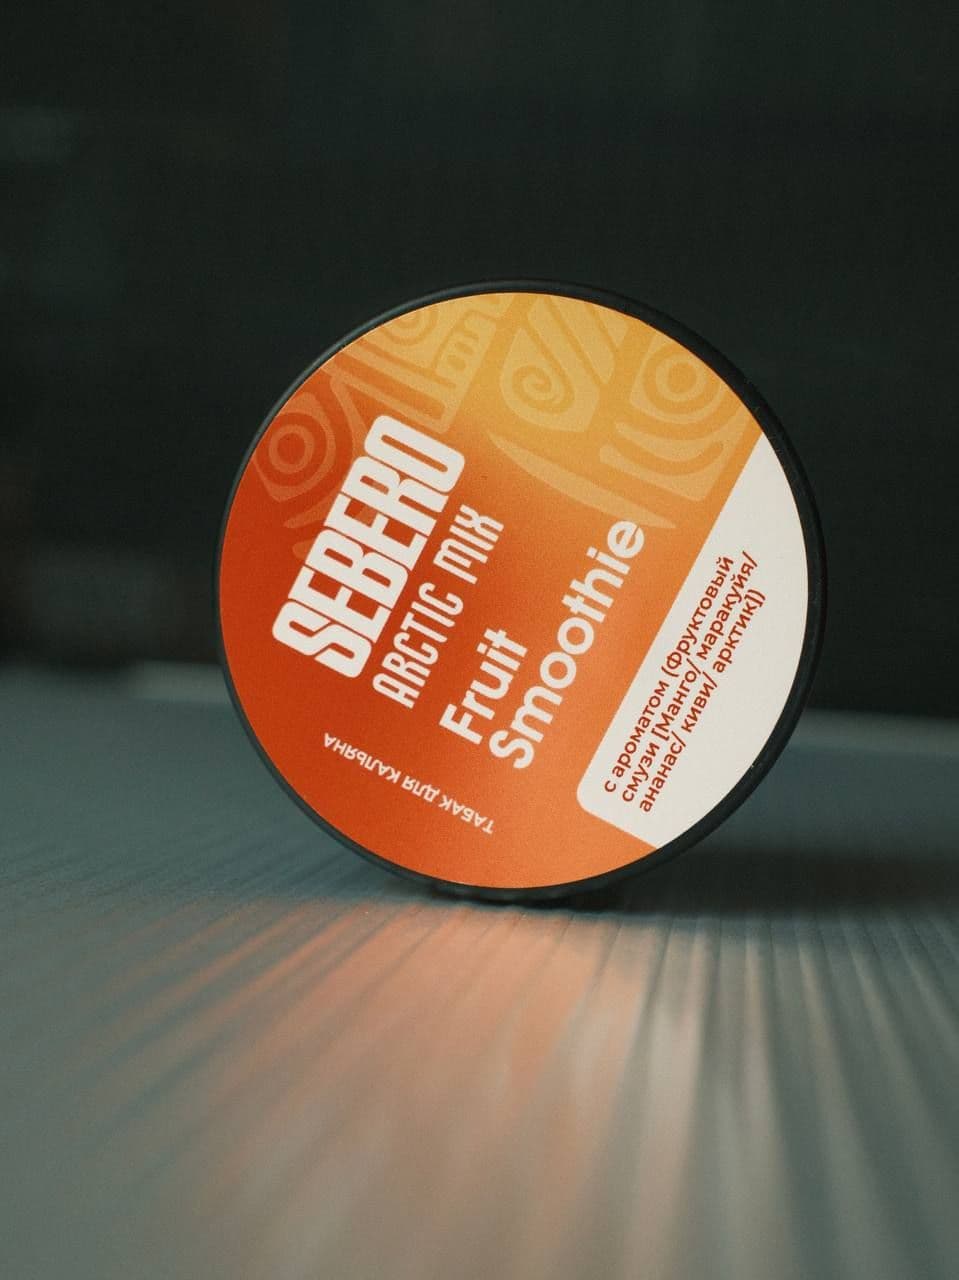 SEBERO
ARCTIC MIX
Fruit
Smoothie
с ароматом (фруктовый
смузи [Манго/ маракуйя/
ананас/ киви/ арктик])
ТАБАК ДЛЯ КАЛЬЯНА